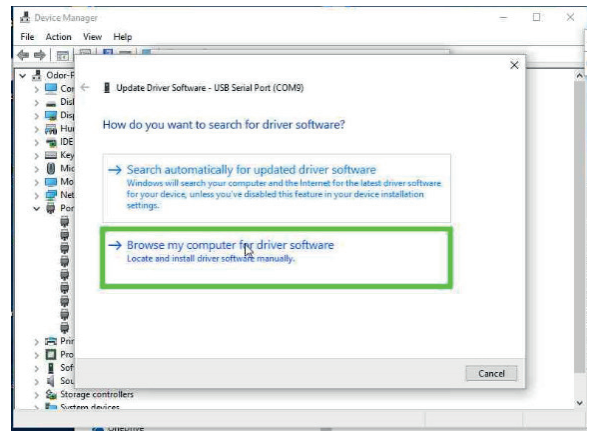 Device Manager
File Action View Help
Odor-F
Update Driver Software - USB Serial Port (COM9)
How do you want to search for driver software?
Search automatically for updated driver software
Windows will search your computer and the Internet for the latest driver software
for your device, unless you've disabled this feature in your device installation
settings.
Browse my computer for driver software
Locate and install driver software manually.
Cor
Disl
Disp
Hur
IDE
Key
Mic
Mo
Net
Por
Prir
Pro
Sof
Sou
Storage controllers
System devices
Cancel
OneDrive